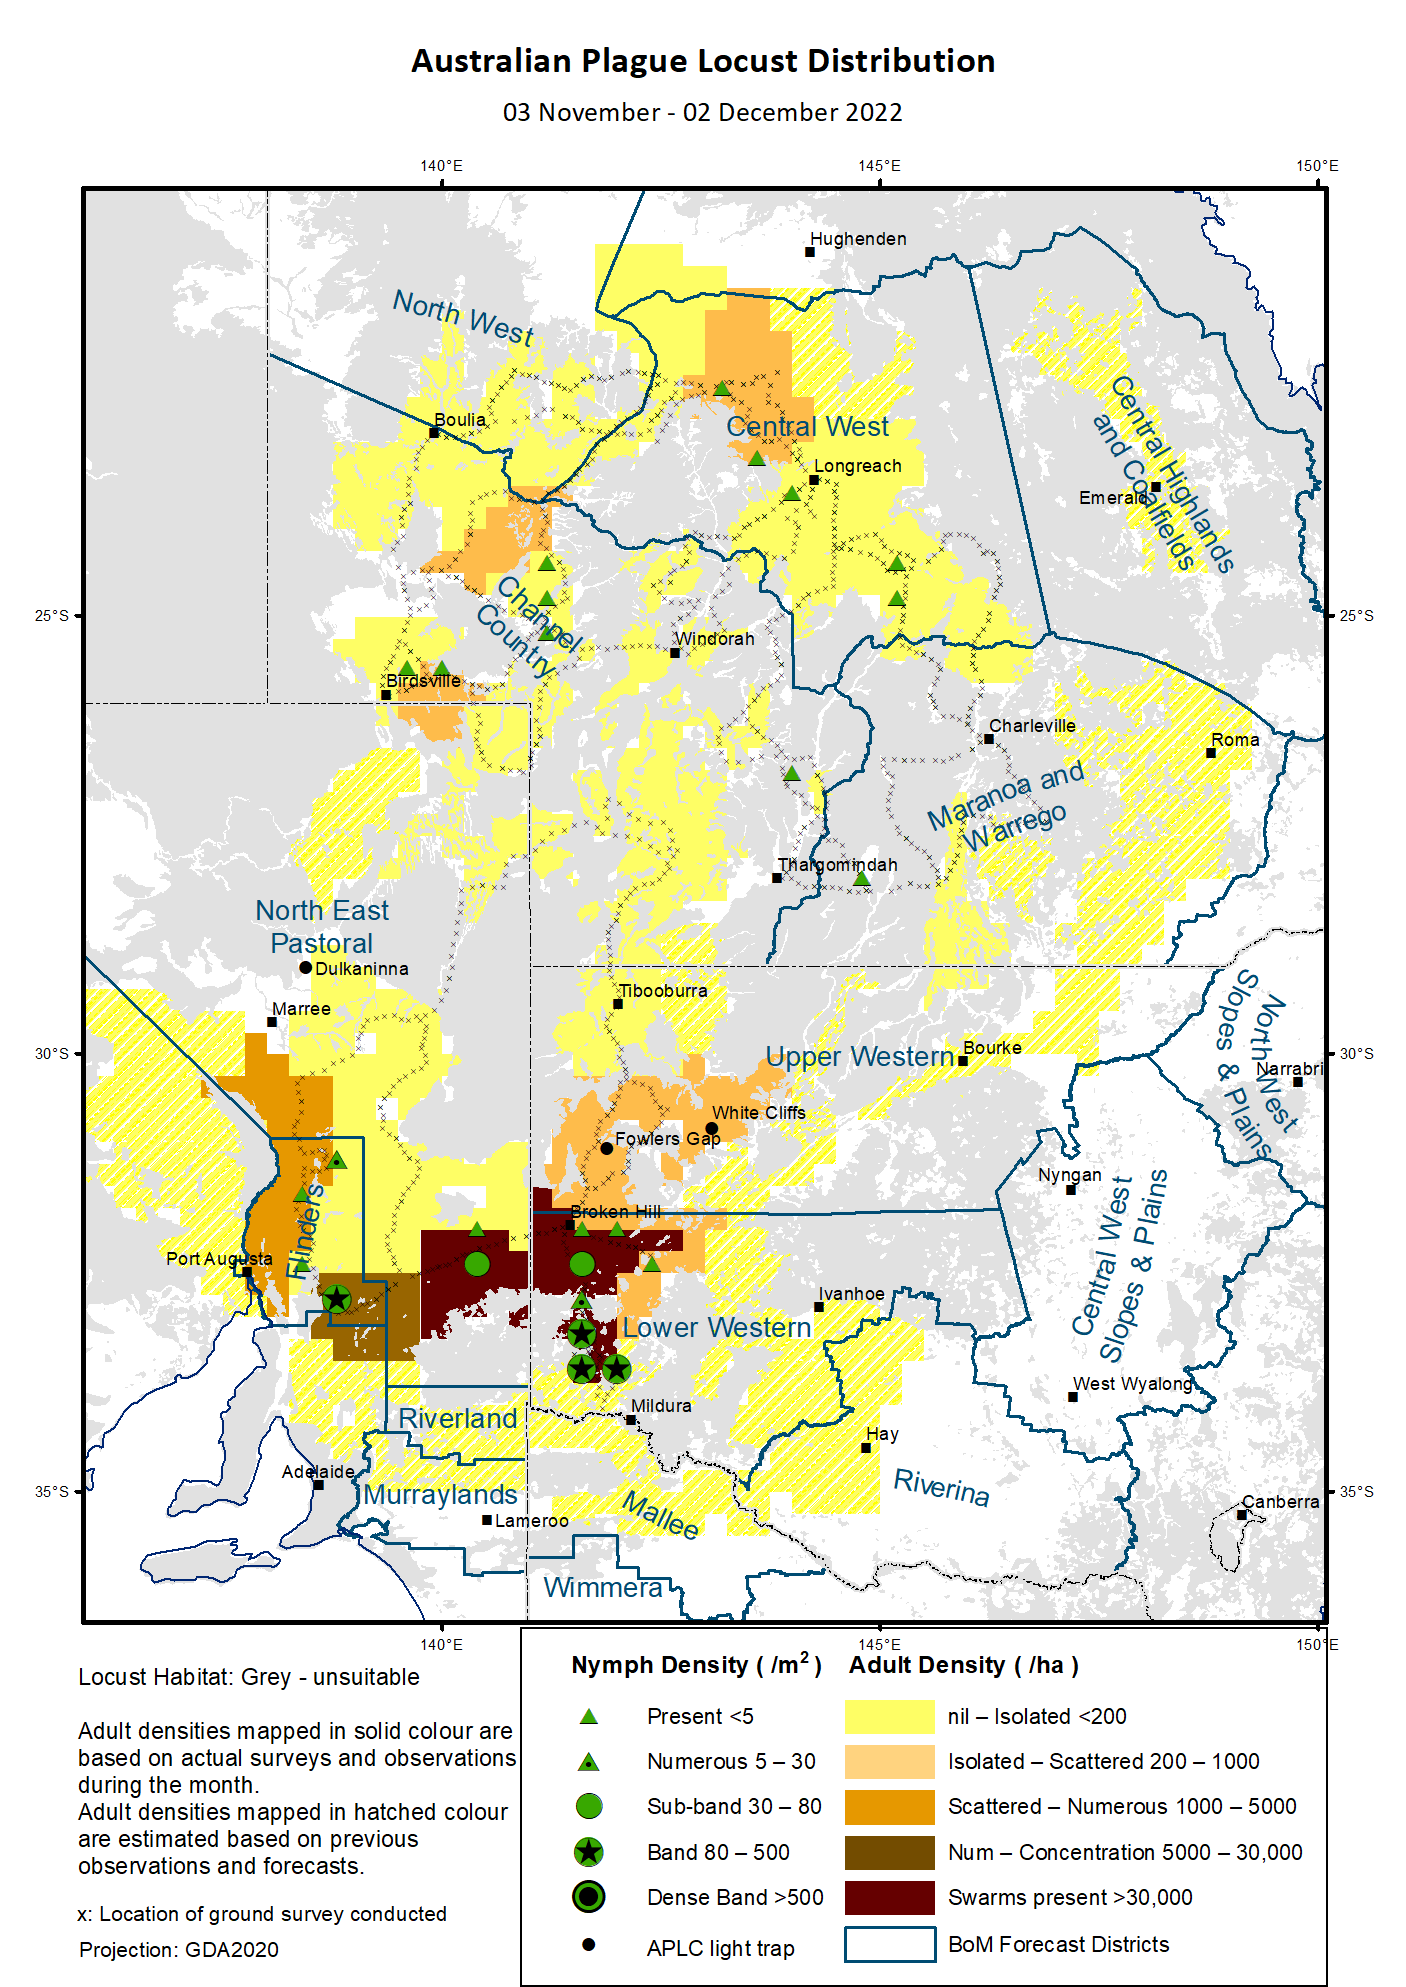 Australian Plague Locust Distribution
03 November - 02 December 2022
140°E
145°E
150°E
Hughenden
North West
Boulia
Central West
Longreach
Central Highlands
and Coalfields
Emerald
25°S
25°S
Channel
Country
Windorah
Birdsville
Charleville
Roma
Maranoa and
Warrego
Thargomindah
North East
Pastoral
Dulkaninna
Marree
Tibooburra
North West
Slopes & Plains
30°S
30°S
Upper Western
Bourke
Narrabri
White Cliffs
Fowlers Gap
Nyngan
Central West
Slopes & Plains
Flinders
Broken Hill
Port Augusta
Ivanhoe
Lower Western
West Wyalong
Mildura
Riverland
Hay
Adelaide
35°S
35°S
Murraylands
Riverina
Mallee
Canberra
Lameroo
Wimmera
140°E
145°E
150°E
Locust Habitat: Grey - unsuitable
Adult densities mapped in solid colour are
based on actual surveys and observations
during the month.
Adult densities mapped in hatched colour
are estimated based on previous
observations and forecasts.
x: Location of ground survey conducted
Projection: GDA2020
Nymph Density ( /m² )
Present <5
Numerous 5 – 30
Sub-band 30 – 80
Band 80 – 500
Dense Band >500
APLC light trap
Adult Density ( /ha )
nil – Isolated <200
Isolated – Scattered 200 – 1000
Scattered – Numerous 1000 – 5000
Num – Concentration 5000 – 30,000
Swarms present >30,000
BoM Forecast Districts